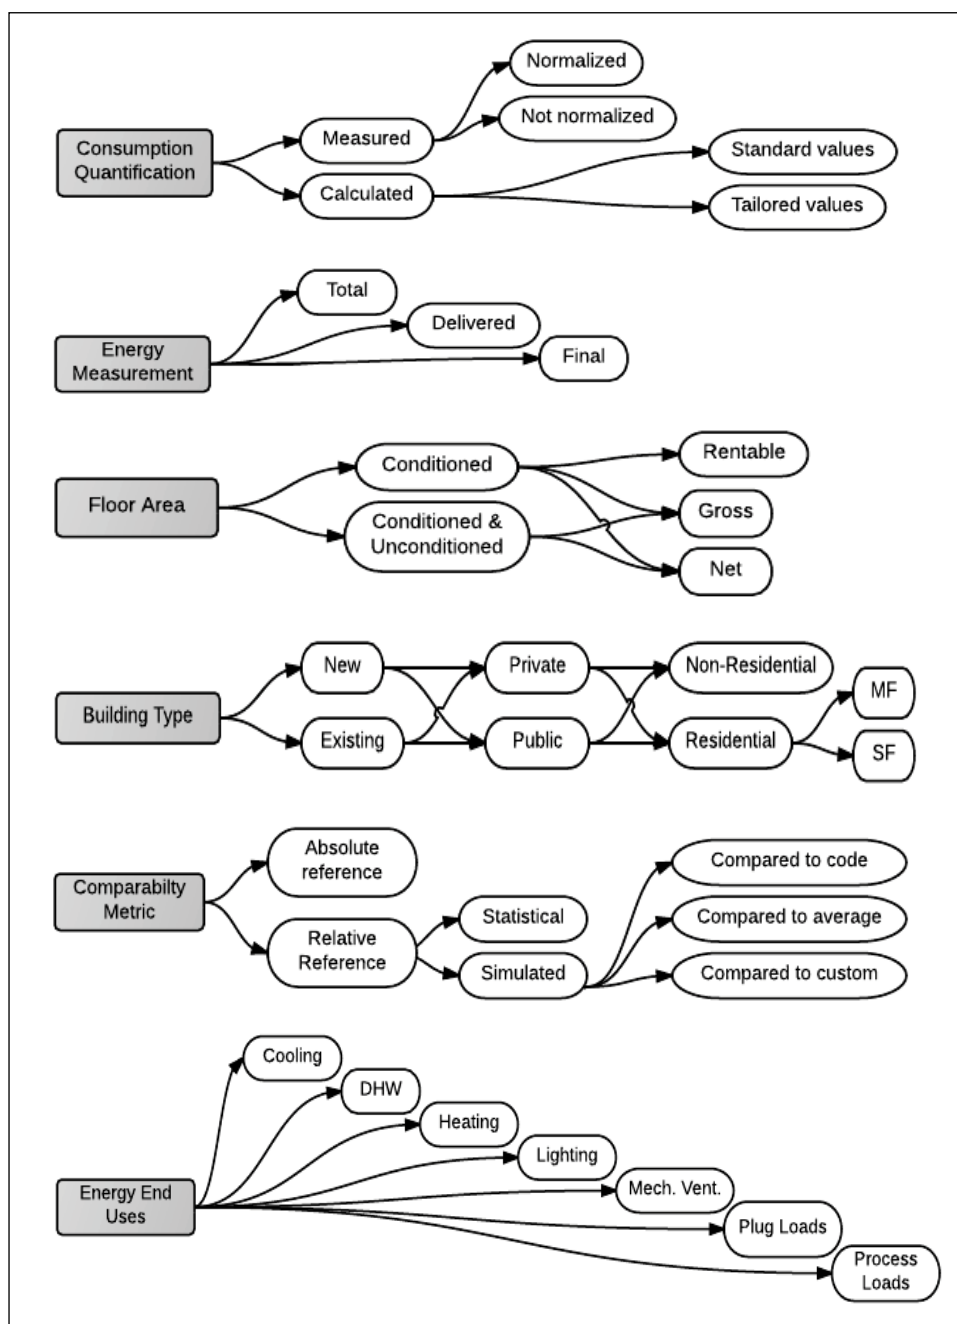 Normalized
Not normalized
Consumption
Quantification
Measured
Calculated
Standard values
Tailored values
Total
Delivered
Final
Energy
Measurement
Floor Area
Conditioned
Conditioned &
Unconditioned
Rentable
Gross
Net
Building Type
New
Existing
Private
Public
Non-Residential
Residential
MF
SF
Comparabilty
Metric
Absolute
reference
Relative
Reference
Statistical
Simulated
Compared to code
Compared to average
Compared to custom
Energy End
Uses
Cooling
DHW
Heating
Lighting
Mech. Vent.
Plug Loads
Process
Loads